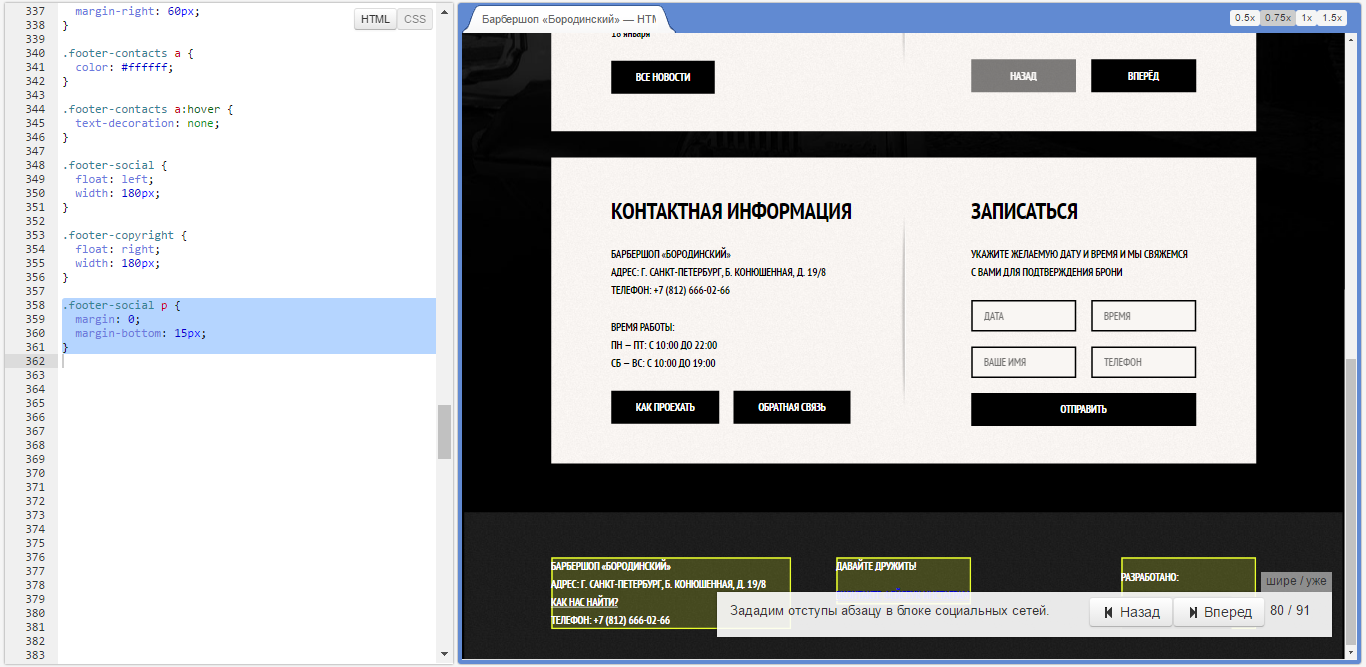 337   margin-right: 60px;
338 }
339
340 .footer-contacts a {
341   color: #ffffff;
342 }
343
344 .footer-contacts a:hover {
345   text-decoration: none;
346 }
347
348 .footer-social {
349   float: left;
350   width: 180px;
351 }
352
353 .footer-copyright {
354   float: right;
355   width: 180px;
356 }
357
358 .footer-social p {
359   margin: 0;
360   margin-bottom: 15px;
361 }
362
363
364
365
366
367
368
369
370
371
372
373
374
375
376
377
378
379
380
381
382
383
HTML CSS
Барбершоп «Бородинский» — HTM
0.5x 0.75x 1x 1.5x
18 января
ВСЕ НОВОСТИ
НАЗАД ВПЕРЁД
КОНТАКТНАЯ ИНФОРМАЦИЯ
БАРБЕРШОП «БОРОДИНСКИЙ»
АДРЕС: Г. САНКТ-ПЕТЕРБУРГ, Б. КОНЮШЕННАЯ, Д. 19/8
ТЕЛЕФОН: +7 (812) 666-02-66
ВРЕМЯ РАБОТЫ:
ПН – ПТ: С 10:00 ДО 22:00
СБ – ВС: С 10:00 ДО 19:00
КАК ПРОЕХАТЬ ОБРАТНАЯ СВЯЗЬ
ЗАПИСАТЬСЯ
УКАЖИТЕ ЖЕЛАЕМУЮ ДАТУ И ВРЕМЯ И МЫ СВЯЖЕМСЯ
С ВАМИ ДЛЯ ПОДТВЕРЖДЕНИЯ БРОНИ
ДАТА ВРЕМЯ
ВАШЕ ИМЯ ТЕЛЕФОН
ОТПРАВИТЬ
БАРБЕРШОП «БОРОДИНСКИЙ»
АДРЕС: Г. САНКТ-ПЕТЕРБУРГ, Б. КОНЮШЕННАЯ, Д. 19/8
КАК НАС НАЙТИ?
ТЕЛЕФОН: +7 (812) 666-02-66
ДАВАЙТЕ ДРУЖИТЬ!
РАЗРАБОТАНО:
шире / уже
Зададим отступы абзацу в блоке социальных сетей.
Назад Вперед 80 / 91